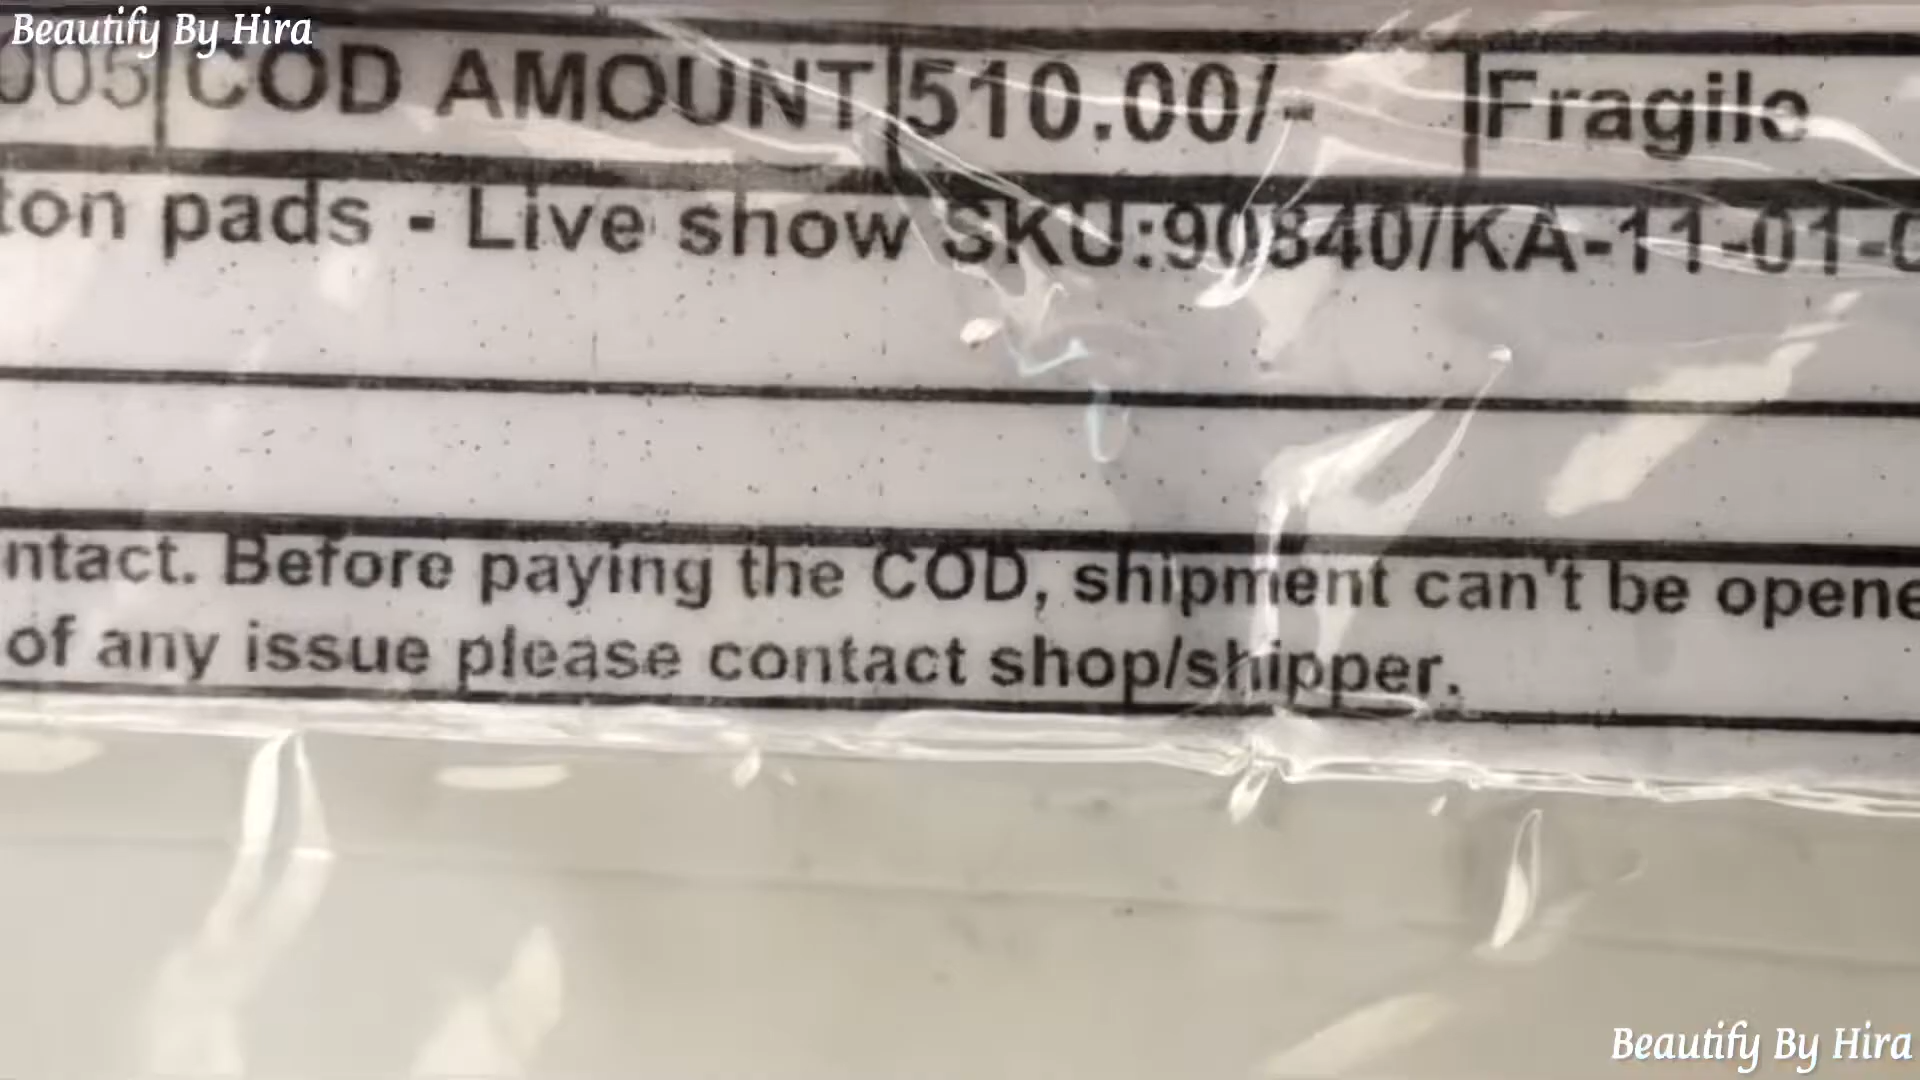 Beautify By Hira
005 COD AMOUNT 510.00/- Fragile
ton pads - Live show SKU:90840/KA-11-01-0
ntact. Before paying the COD, shipment can't be opene
of any issue please contact shop/shipper.
Beautify By Hira